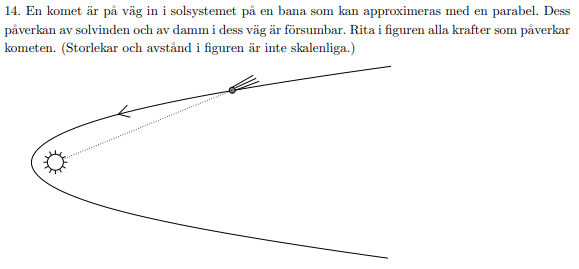 14. En komet är på väg in i solsystemet på en bana som kan approximeras med en parabel. Dess
påverkan av solvinden och av damm i dess väg är försumbar. Rita i figuren alla krafter som påverkar
kometen. (Storlekar och avstånd i figuren är inte skalenliga.)